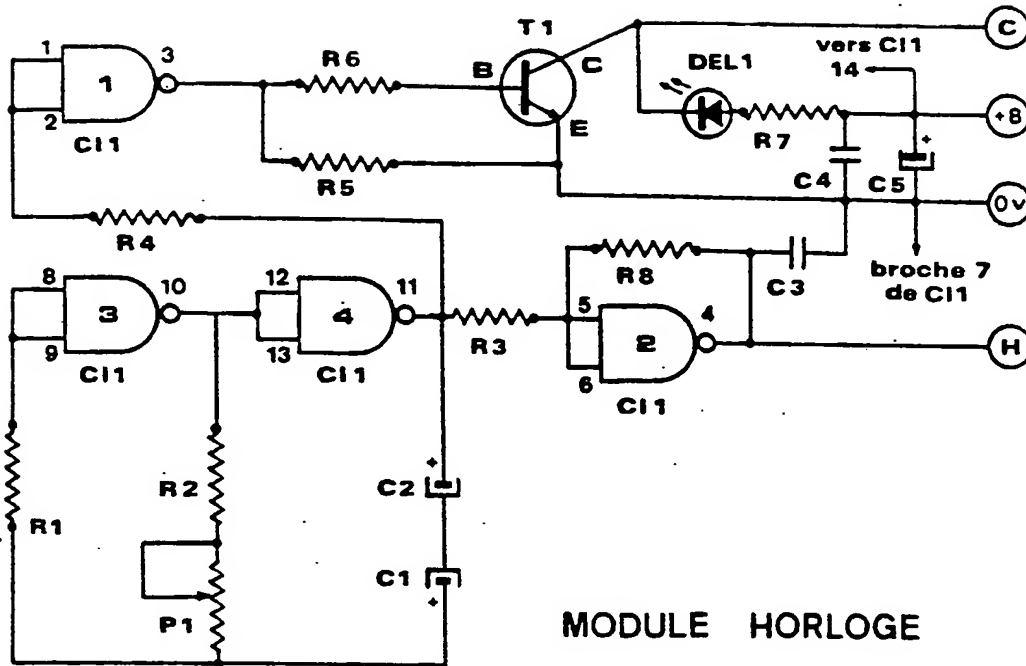 T1
C
vers CI1
14
DEL1
1
3
R6
B
C
1
2
CI1
E
R7
+
+8
R5
C4
C5
0v
R4
R8
C3
broche 7
de CI1
8
10
12
11
5
4
3
4
R3
2
9
13
6
H
CI1
CI1
CI1
R2
+
C2
R1
C1
+
P1
MODULE HORLOGE